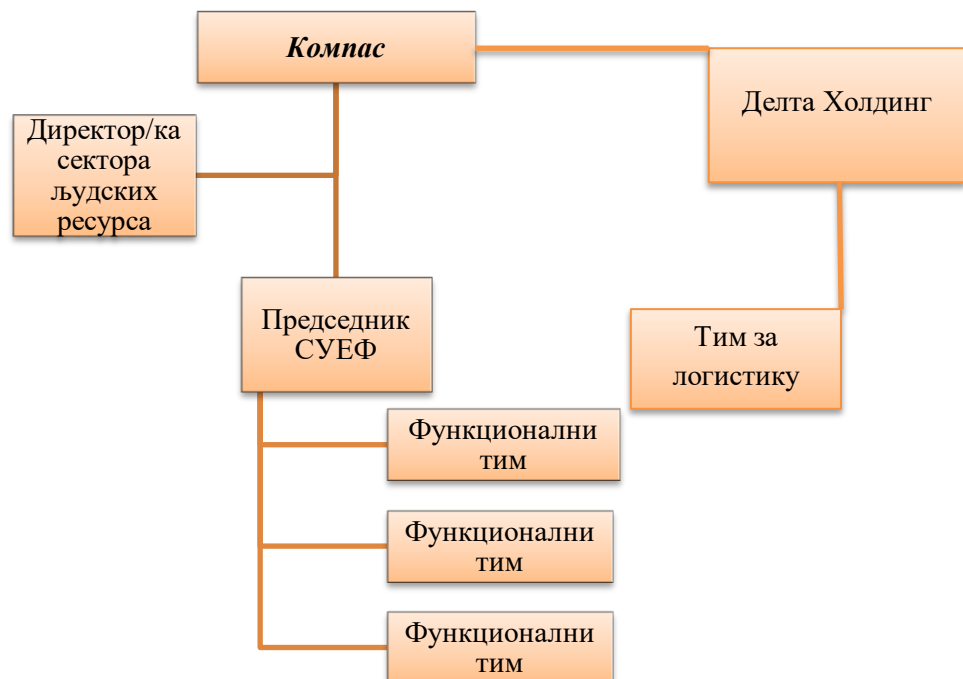 Компас
Делта Холдинг
Директор/ка
сектора
људских
ресурса
Председник
СУЕФ
Тим за
логистику
Функционални
тим
Функционални
тим
Функционални
тим